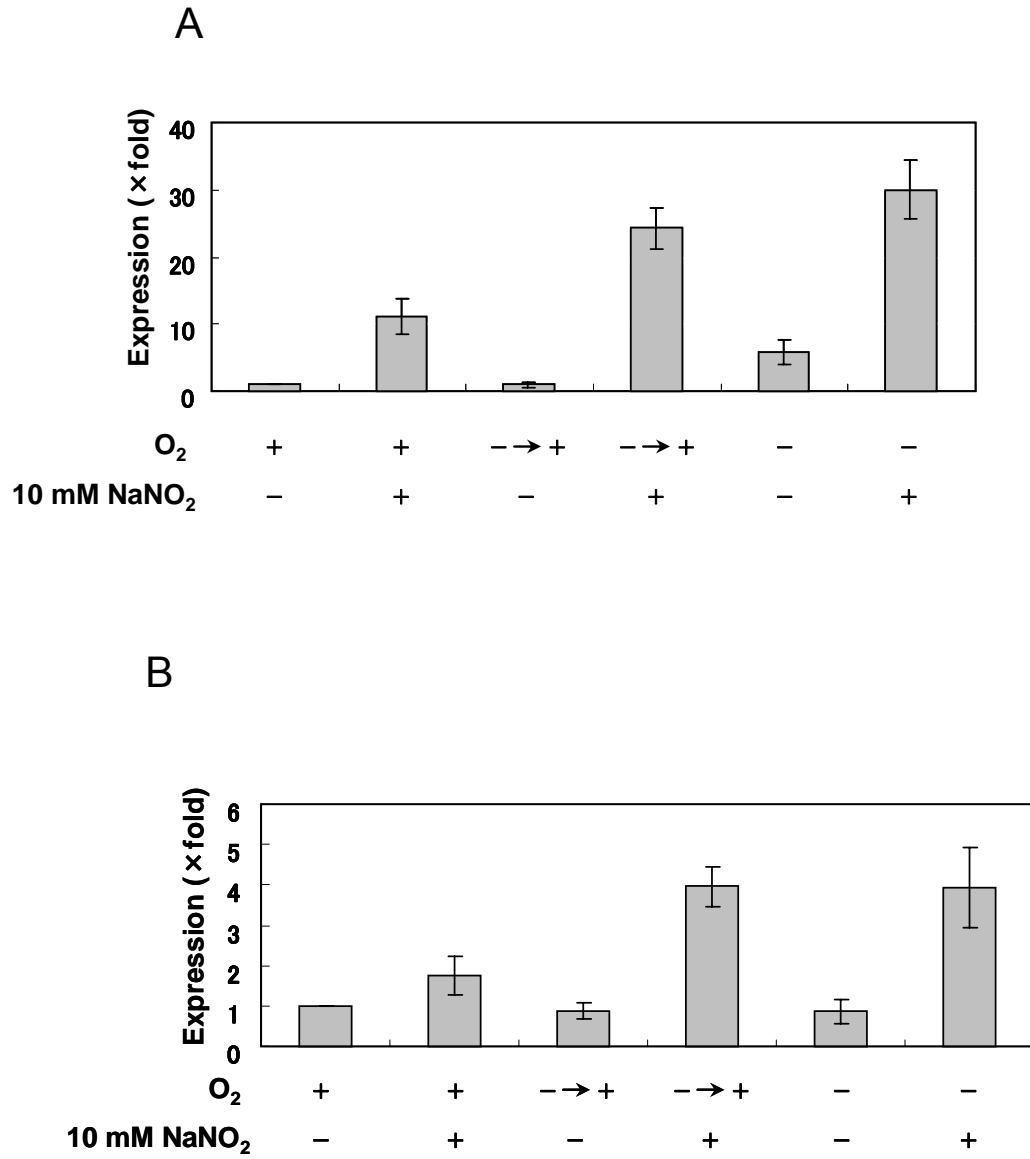 A
Expression (×fold)
40
30
20
10
0
O₂ + + −→+ −→+ − −
10 mM NaNO₂ − + − + − +
B
Expression (×fold)
6
5
4
3
2
1
0
O₂ + + −→+ −→+ − −
10 mM NaNO₂ − + − + − +